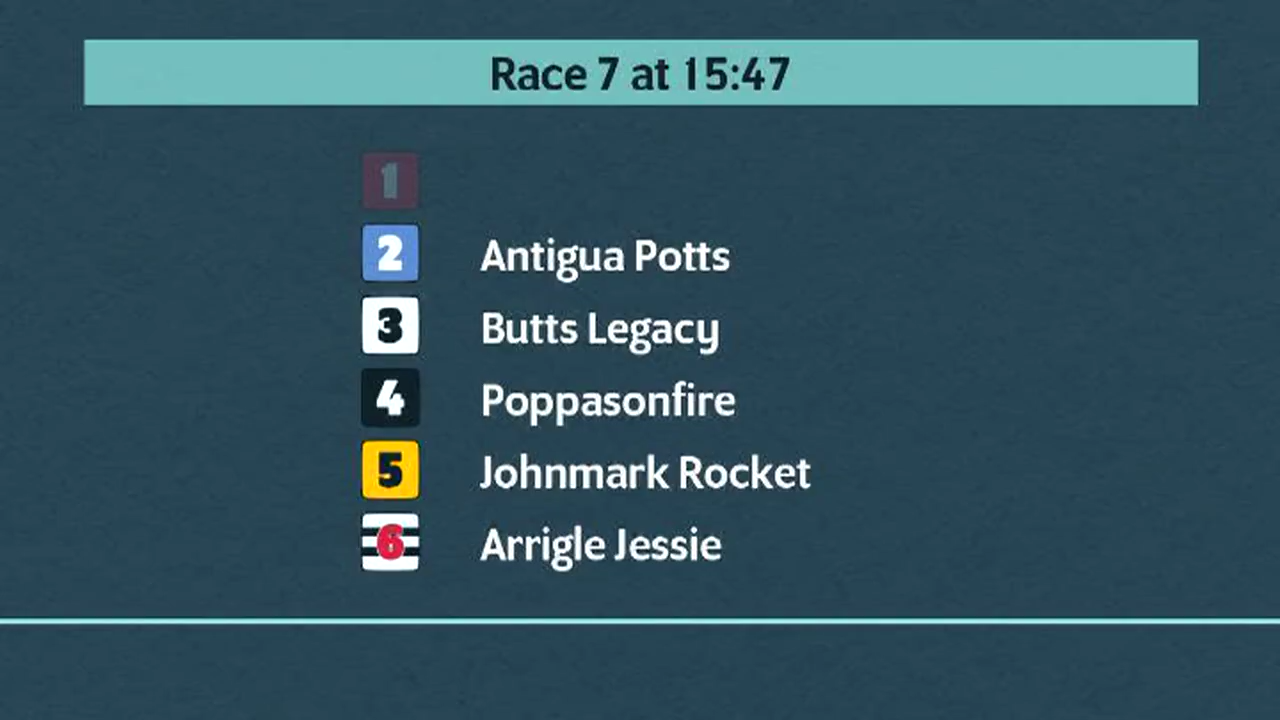 Race 7 at 15:47
1
2 Antigua Potts
3 Butts Legacy
4 Poppasonfire
5 Johnmark Rocket
6 Arrigle Jessie